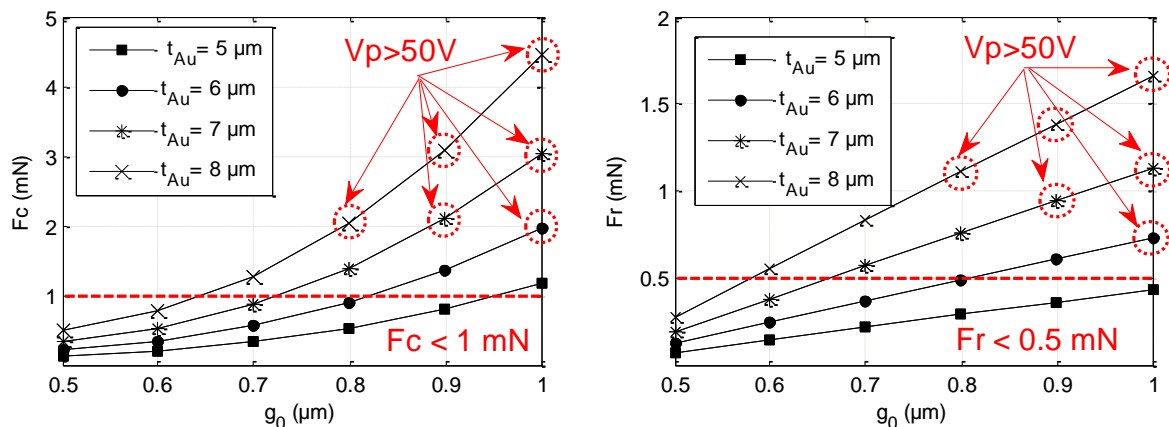 5
4
3
2
1
Fc (mN)
t_Au= 5 µm
t_Au= 6 µm
t_Au= 7 µm
t_Au= 8 µm
Vp>50V
Fc < 1 mN
0.5 0.6 0.7 0.8 0.9 1
g_0 (µm)
2
1.5
1
0.5
0
Fr (mN)
t_Au= 5 µm
t_Au= 6 µm
t_Au= 7 µm
t_Au= 8 µm
Vp>50V
Fr < 0.5 mN
0.5 0.6 0.7 0.8 0.9 1
g_0 (µm)